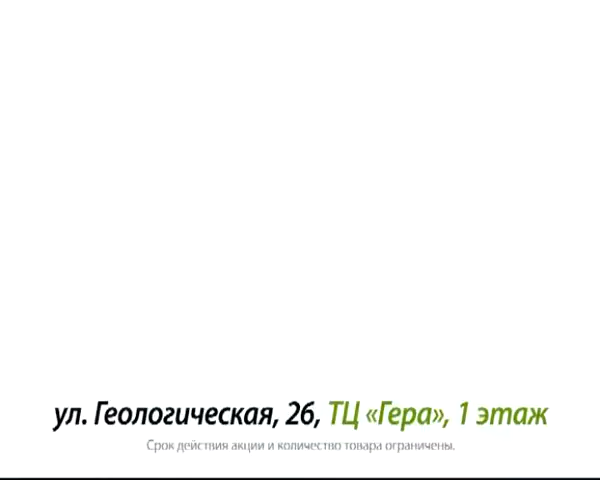 ул. Геологическая, 26, ТЦ «Гера», 1 этаж
Срок действия акции и количество товара ограничены.